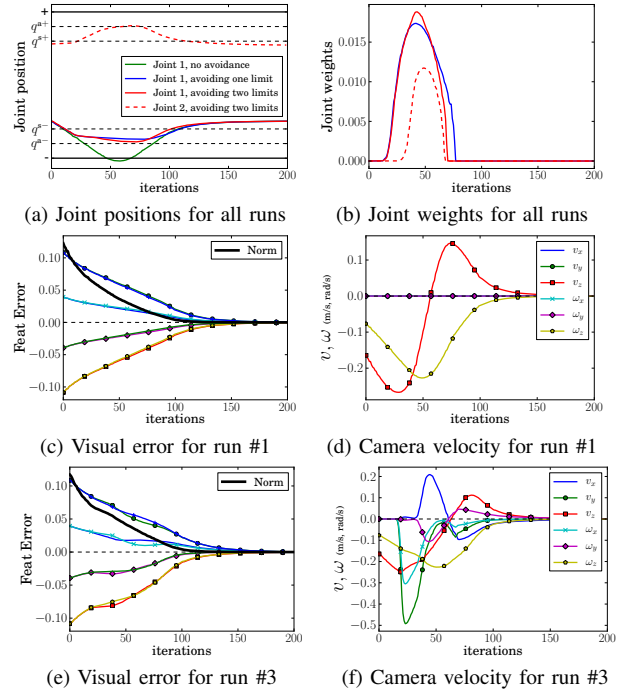 +
q^{a+}
q^{s+}
q^{s−}
q^{a−}
-
Joint position
Joint 1, no avoidance
Joint 1, avoiding one limit
Joint 1, avoiding two limits
Joint 2, avoiding two limits
0 50 100 150 200
iterations
(a) Joint positions for all runs
Joint weights
0.015
0.010
0.005
0.000
0 50 100 150 200
iterations
(b) Joint weights for all runs
Feat Error
0.10
0.05
0.00
−0.05
−0.10
Norm
0 50 100 150 200
iterations
(c) Visual error for run #1
v, ω (m/s, rad/s)
0.1
0.0
−0.1
−0.2
v_x
v_y
v_z
ω_x
ω_y
ω_z
0 50 100 150 200
iterations
(d) Camera velocity for run #1
Feat Error
0.10
0.05
0.00
−0.05
−0.10
Norm
0 50 100 150 200
iterations
(e) Visual error for run #3
v, ω (m/s, rad/s)
0.2
0.1
0.0
−0.1
−0.2
−0.3
−0.4
−0.5
v_x
v_y
v_z
ω_x
ω_y
ω_z
0 50 100 150 200
iterations
(f) Camera velocity for run #3